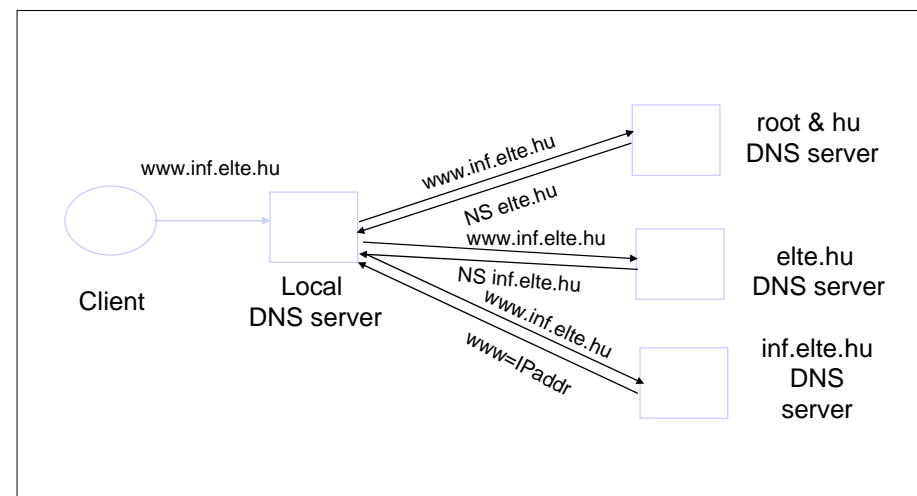 www.inf.elte.hu
Client
Local
DNS server
www.inf.elte.hu
NS elte.hu
root & hu
DNS server
www.inf.elte.hu
NS inf.elte.hu
elte.hu
DNS server
www.inf.elte.hu
www=IPaddr
inf.elte.hu
DNS
server